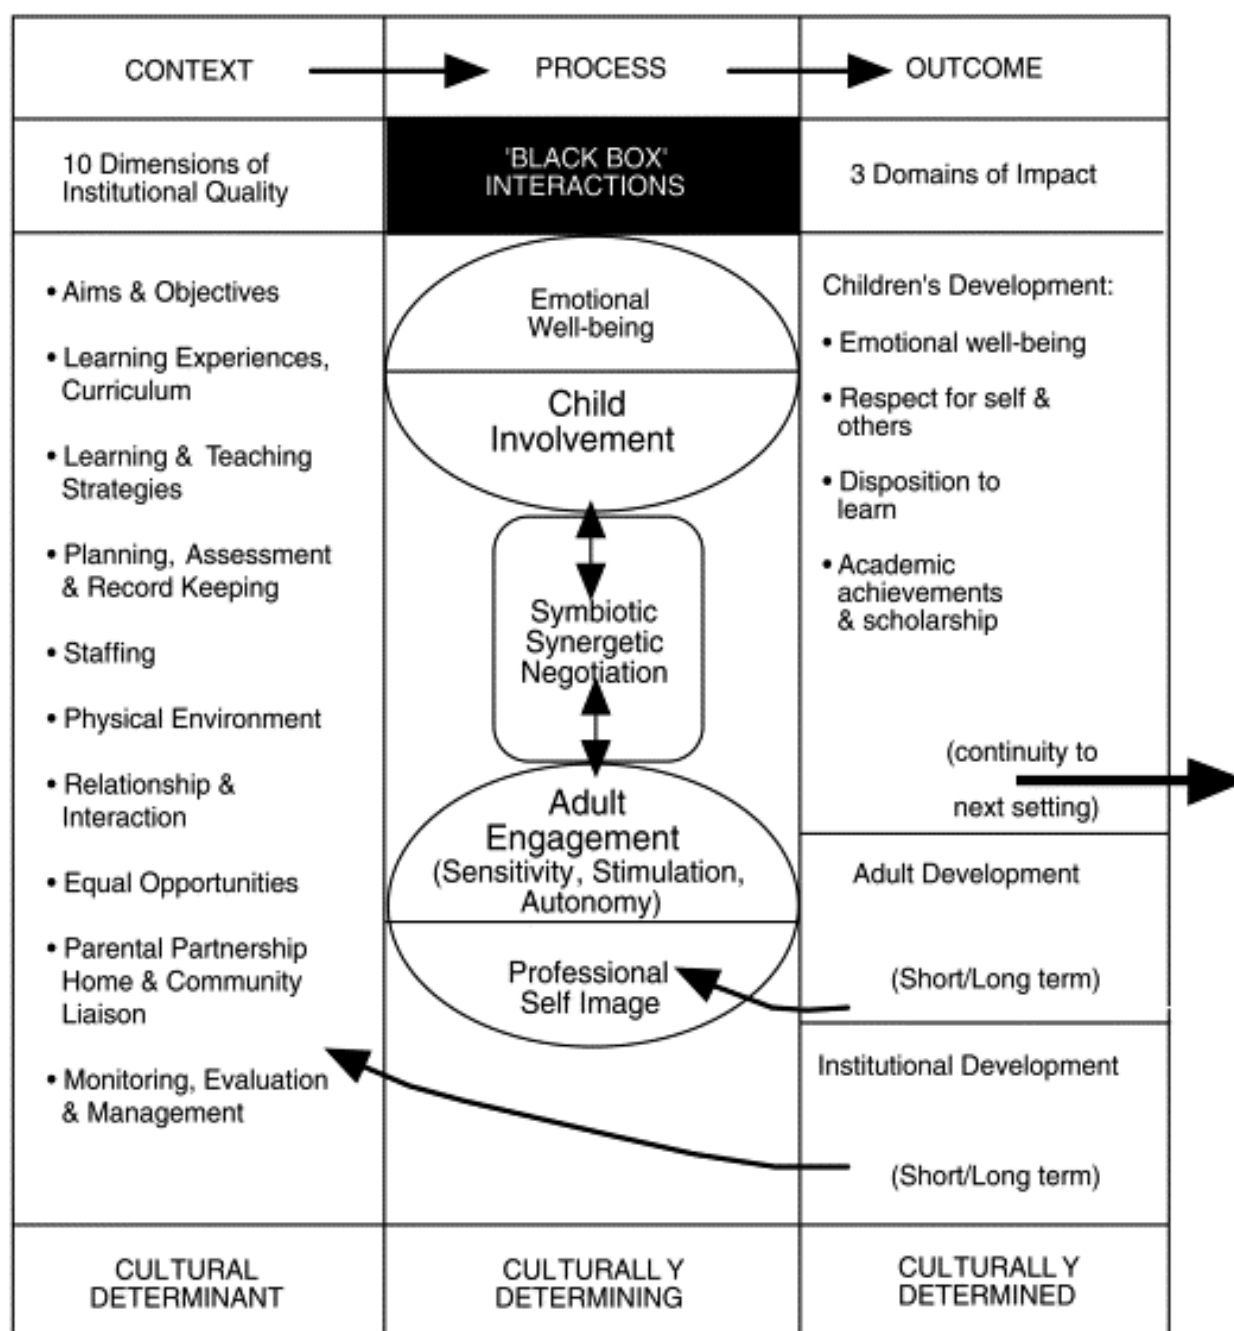 CONTEXT
PROCESS
OUTCOME
10 Dimensions of
Institutional Quality
'BLACK BOX'
INTERACTIONS
3 Domains of Impact
• Aims & Objectives
• Learning Experiences,
Curriculum
• Learning & Teaching
Strategies
• Planning, Assessment
& Record Keeping
• Staffing
• Physical Environment
• Relationship &
Interaction
• Equal Opportunities
• Parental Partnership
Home & Community
Liaison
• Monitoring, Evaluation
& Management
Emotional
Well-being
Child
Involvement
Symbiotic
Synergetic
Negotiation
Adult
Engagement
(Sensitivity, Stimulation,
Autonomy)
Professional
Self Image
Children's Development:
• Emotional well-being
• Respect for self &
others
• Disposition to
learn
• Academic
achievements
& scholarship
(continuity to
next setting)
Adult Development
(Short/Long term)
Institutional Development
(Short/Long term)
CULTURAL
DETERMINANT
CULTURALLY
DETERMINING
CULTURALLY
DETERMINED